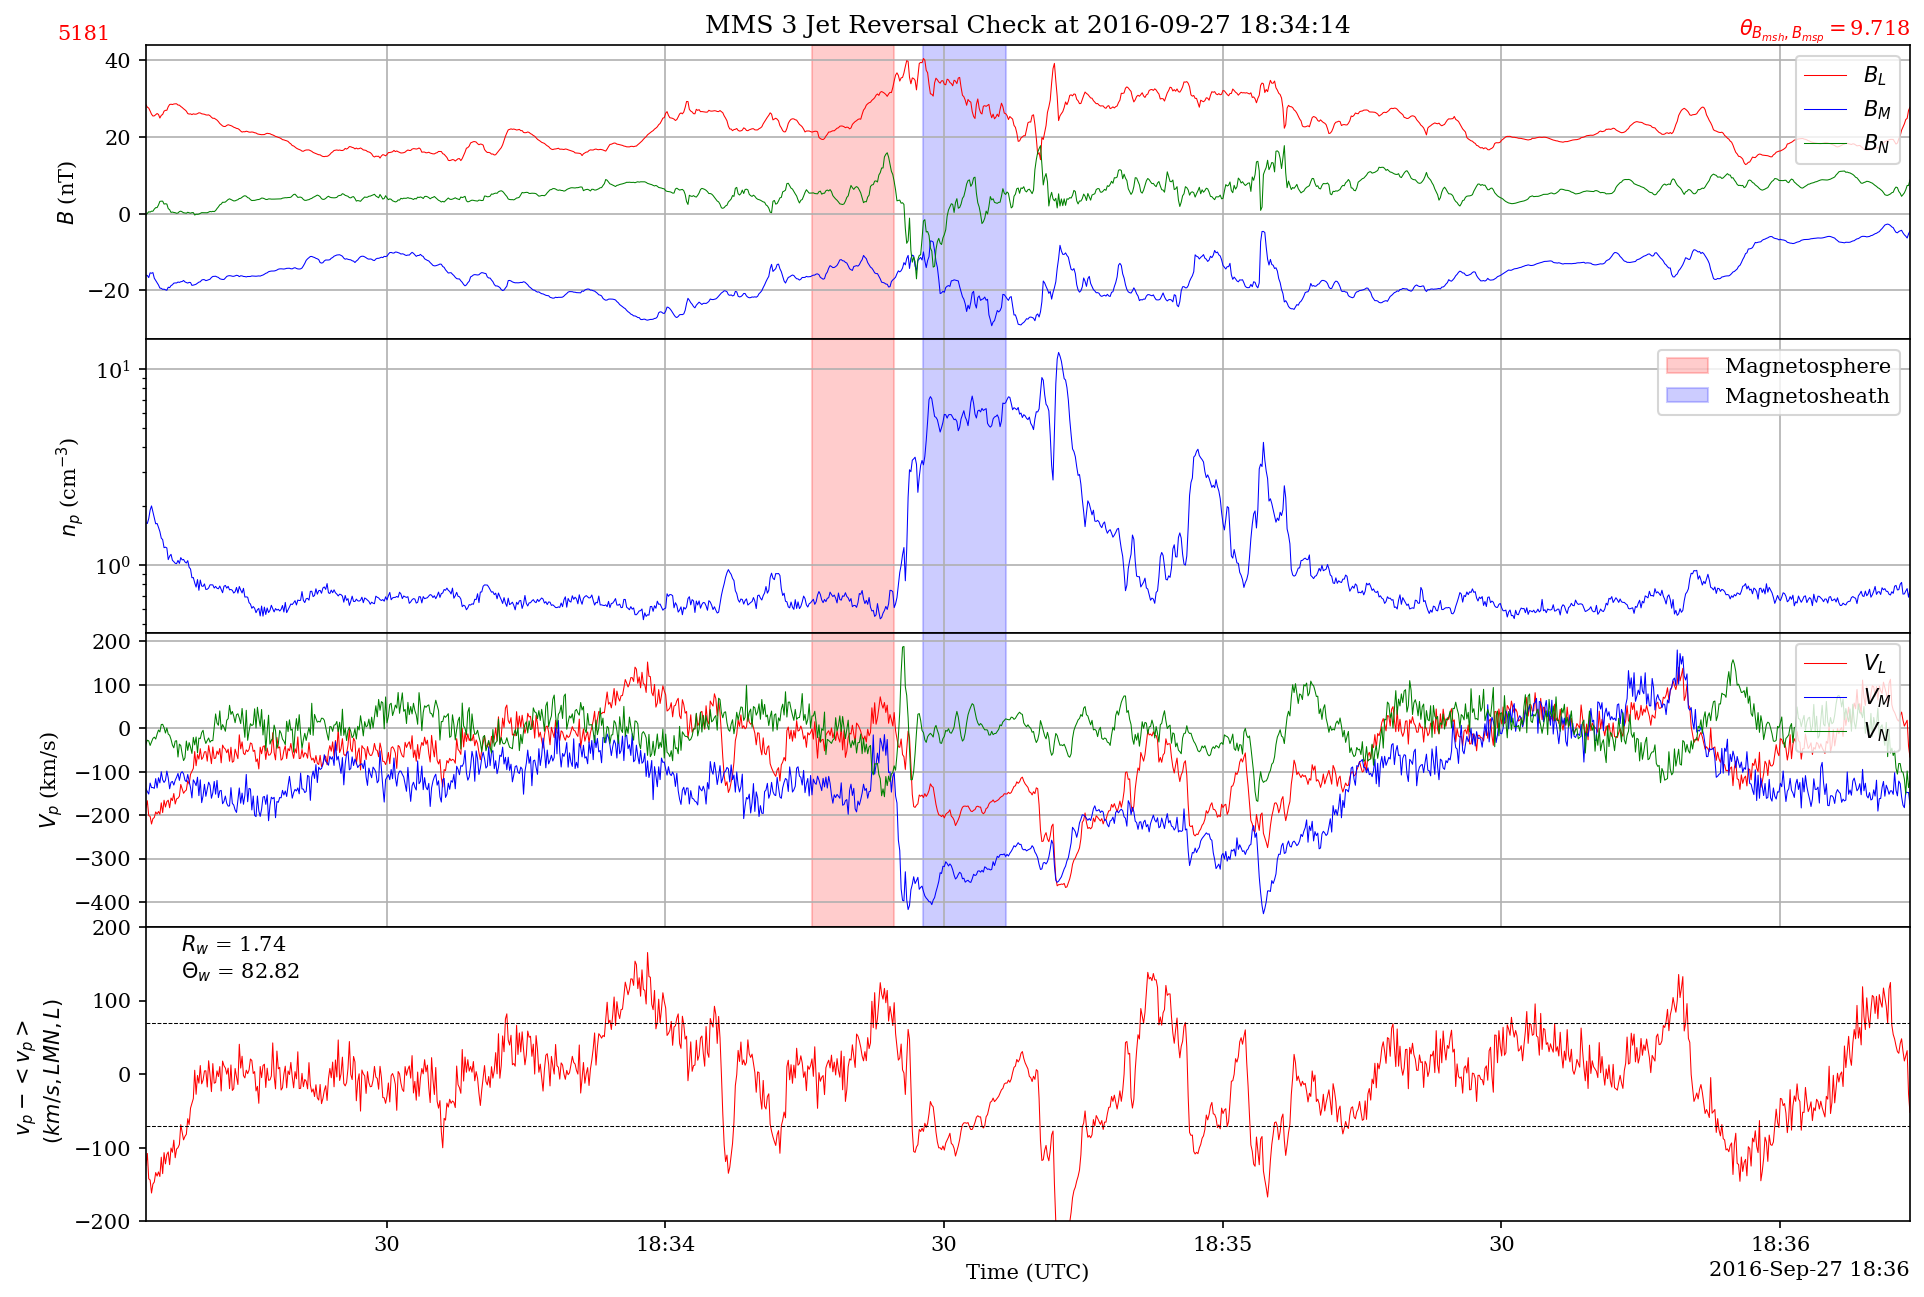 MMS 3 Jet Reversal Check at 2016-09-27 18:34:14
5181
θ_{B_{msh}, B_{msp}} = 9.718
40
20
0
−20
B (nT)
B_L
B_M
B_N
10^1
10^0
n_p (cm^{−3})
Magnetosphere
Magnetosheath
200
100
0
−100
−200
−300
−400
V_p (km/s)
V_L
V_M
V_N
200
100
0
−100
−200
v_p − < v_p >
(km/s, LMN, L)
R_w = 1.74
Θ_w = 82.82
30
18:34
30
18:35
30
18:36
Time (UTC)
2016-Sep-27 18:36